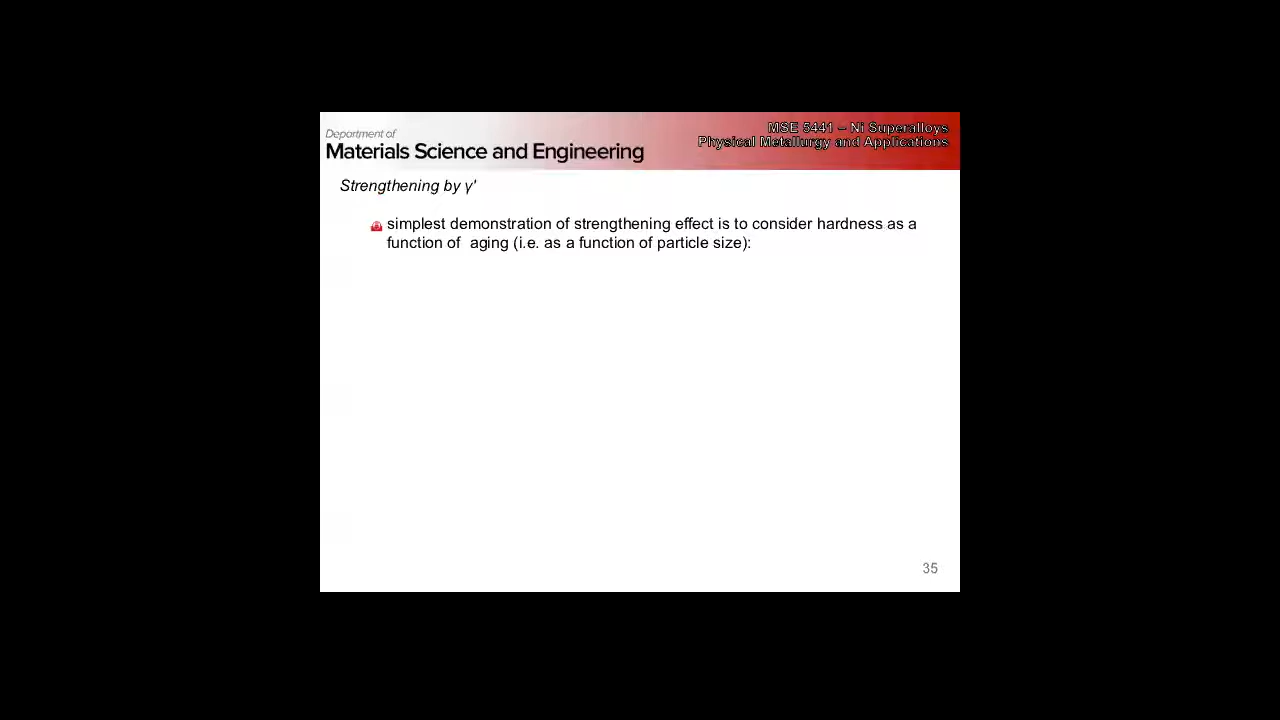 Department of
Materials Science and Engineering
MSE 5441 – Ni Superalloys
Physical Metallurgy and Applications
Strengthening by γ'
simplest demonstration of strengthening effect is to consider hardness as a
function of  aging (i.e. as a function of particle size):
35